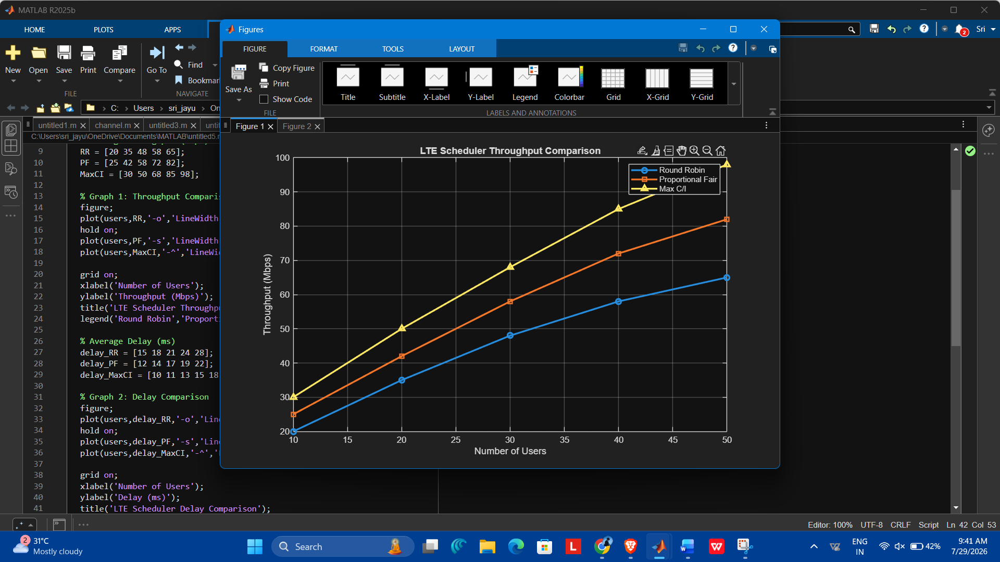 MATLAB R2025b
HOME
PLOTS
APPS
2
Sri
New
Open
Save
Print
Compare
Go To
Find
FILE
NAVIGATE
C: › Users › sri_jayu ›
untitled1.m
channel.m
untitled3.m
C:\Users\sri_jayu\OneDrive\Documents\MATLAB\untitled5.
9 RR = [20 35 48 58 65];
10 PF = [25 42 58 72 82];
11 MaxCI = [30 50 68 85 98];
12
13 % Graph 1: Throughput
14 figure;
15 plot(users,RR,'-o','LineWidth
16 hold on;
17 plot(users,PF,'-s','LineWidth
18 plot(users,MaxCI,'-^',
19
20 grid on;
21 xlabel('Number of Users');
22 ylabel('Throughput (Mbps)');
23 title('LTE Scheduler
24 legend('Round Robin',
25
26 % Average Delay (ms)
27 delay_RR = [15 18 21 24 28];
28 delay_PF = [12 14 17 19 22];
29 delay_MaxCI = [10 11 13 15 18
30
31 % Graph 2: Delay Comparison
32 figure;
33 plot(users,delay_RR,'-o',
34 hold on;
35 plot(users,delay_PF,'-s',
36 plot(users,delay_MaxCI,'-^','
37
38 grid on;
39 xlabel('Number of Users');
40 ylabel('Delay (ms)');
41 title('LTE Scheduler Delay Comparison');
Figures
FIGURE
FORMAT
TOOLS
LAYOUT
Save As
Copy Figure
Print
Show Code
FILE
Title
Subtitle
X-Label
Y-Label
Legend
Colorbar
Grid
X-Grid
Y-Grid
LABELS AND ANNOTATIONS
Figure 1
Figure 2
LTE Scheduler Throughput Comparison
Round Robin
Proportional Fair
Max C/I
100
90
80
70
60
50
40
30
20
Throughput (Mbps)
10 15 20 25 30 35 40 45 50
Number of Users
Editor: 100% UTF-8 CRLF Script Ln 42 Col 53
2
31°C
Mostly cloudy
Search
L
W
ENG
IN
42%
9:41 AM
7/29/2026